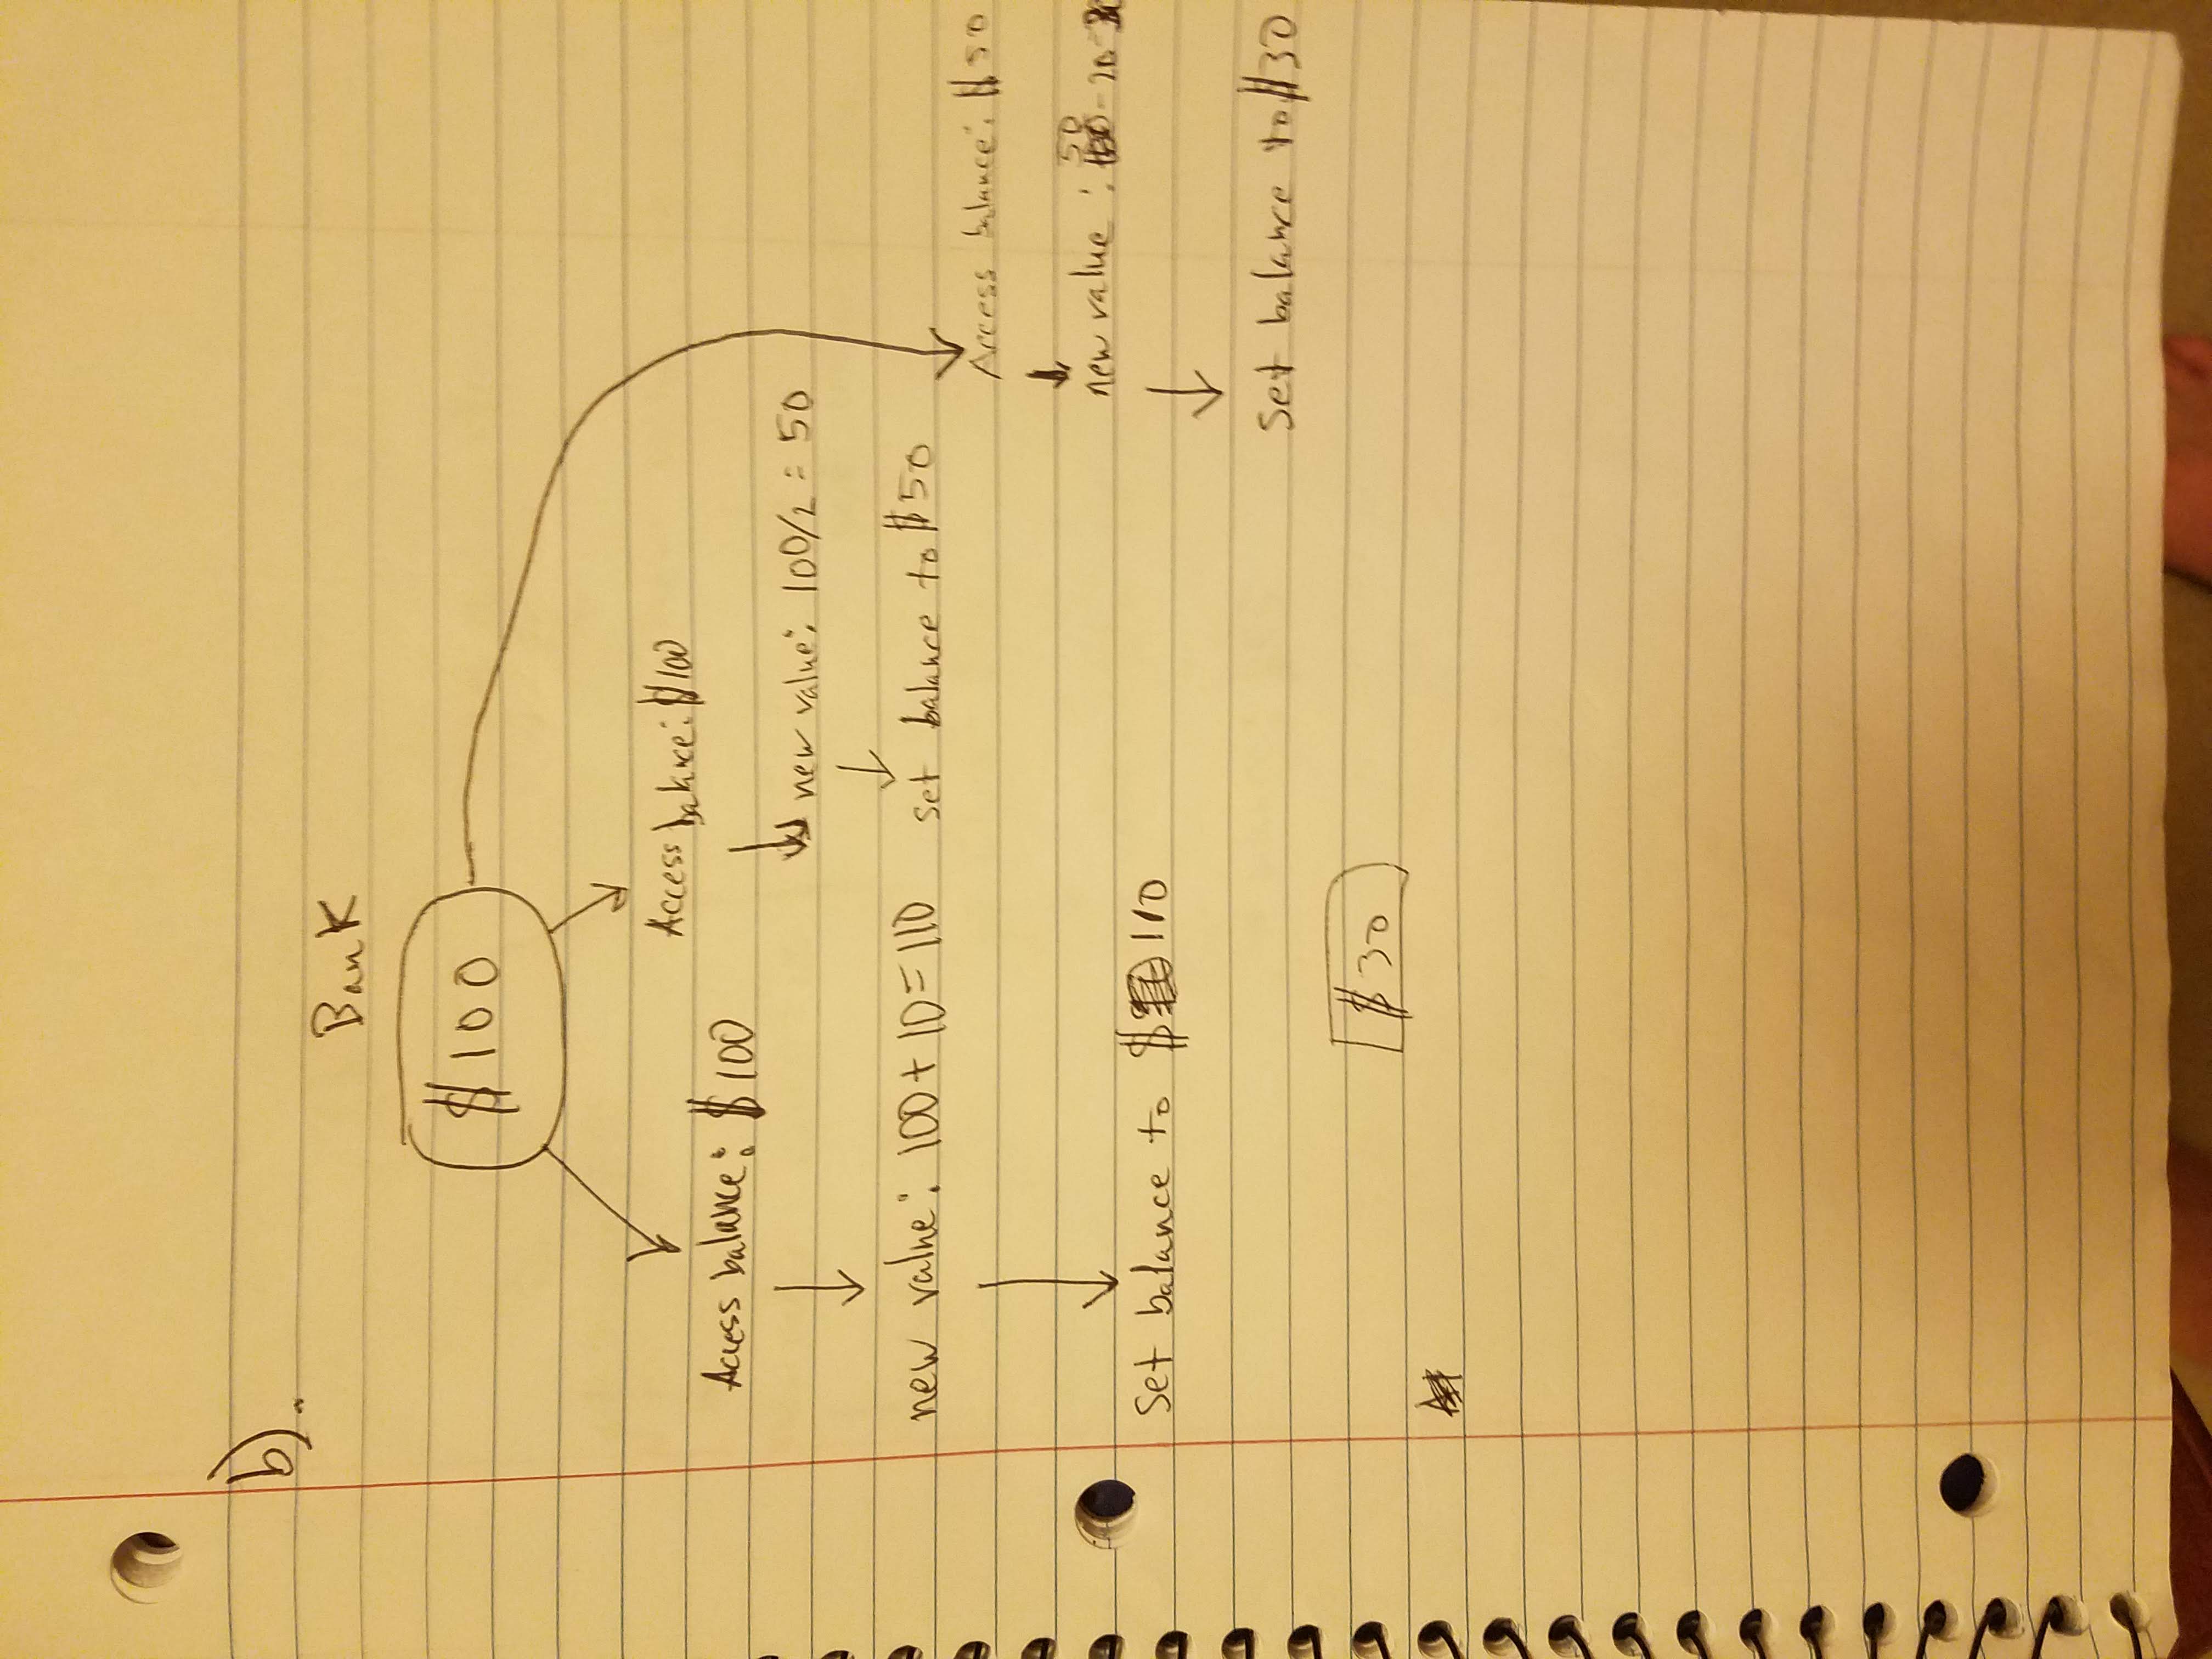 b).
Bank
$100
Access balance: $100
Access balance: $100
new value: 100/2 = 50
new value: 100+10=110
set balance to $50
Access balance: $50
new value: 50 - 20 =
Set balance to $110
Set balance to $30
$30